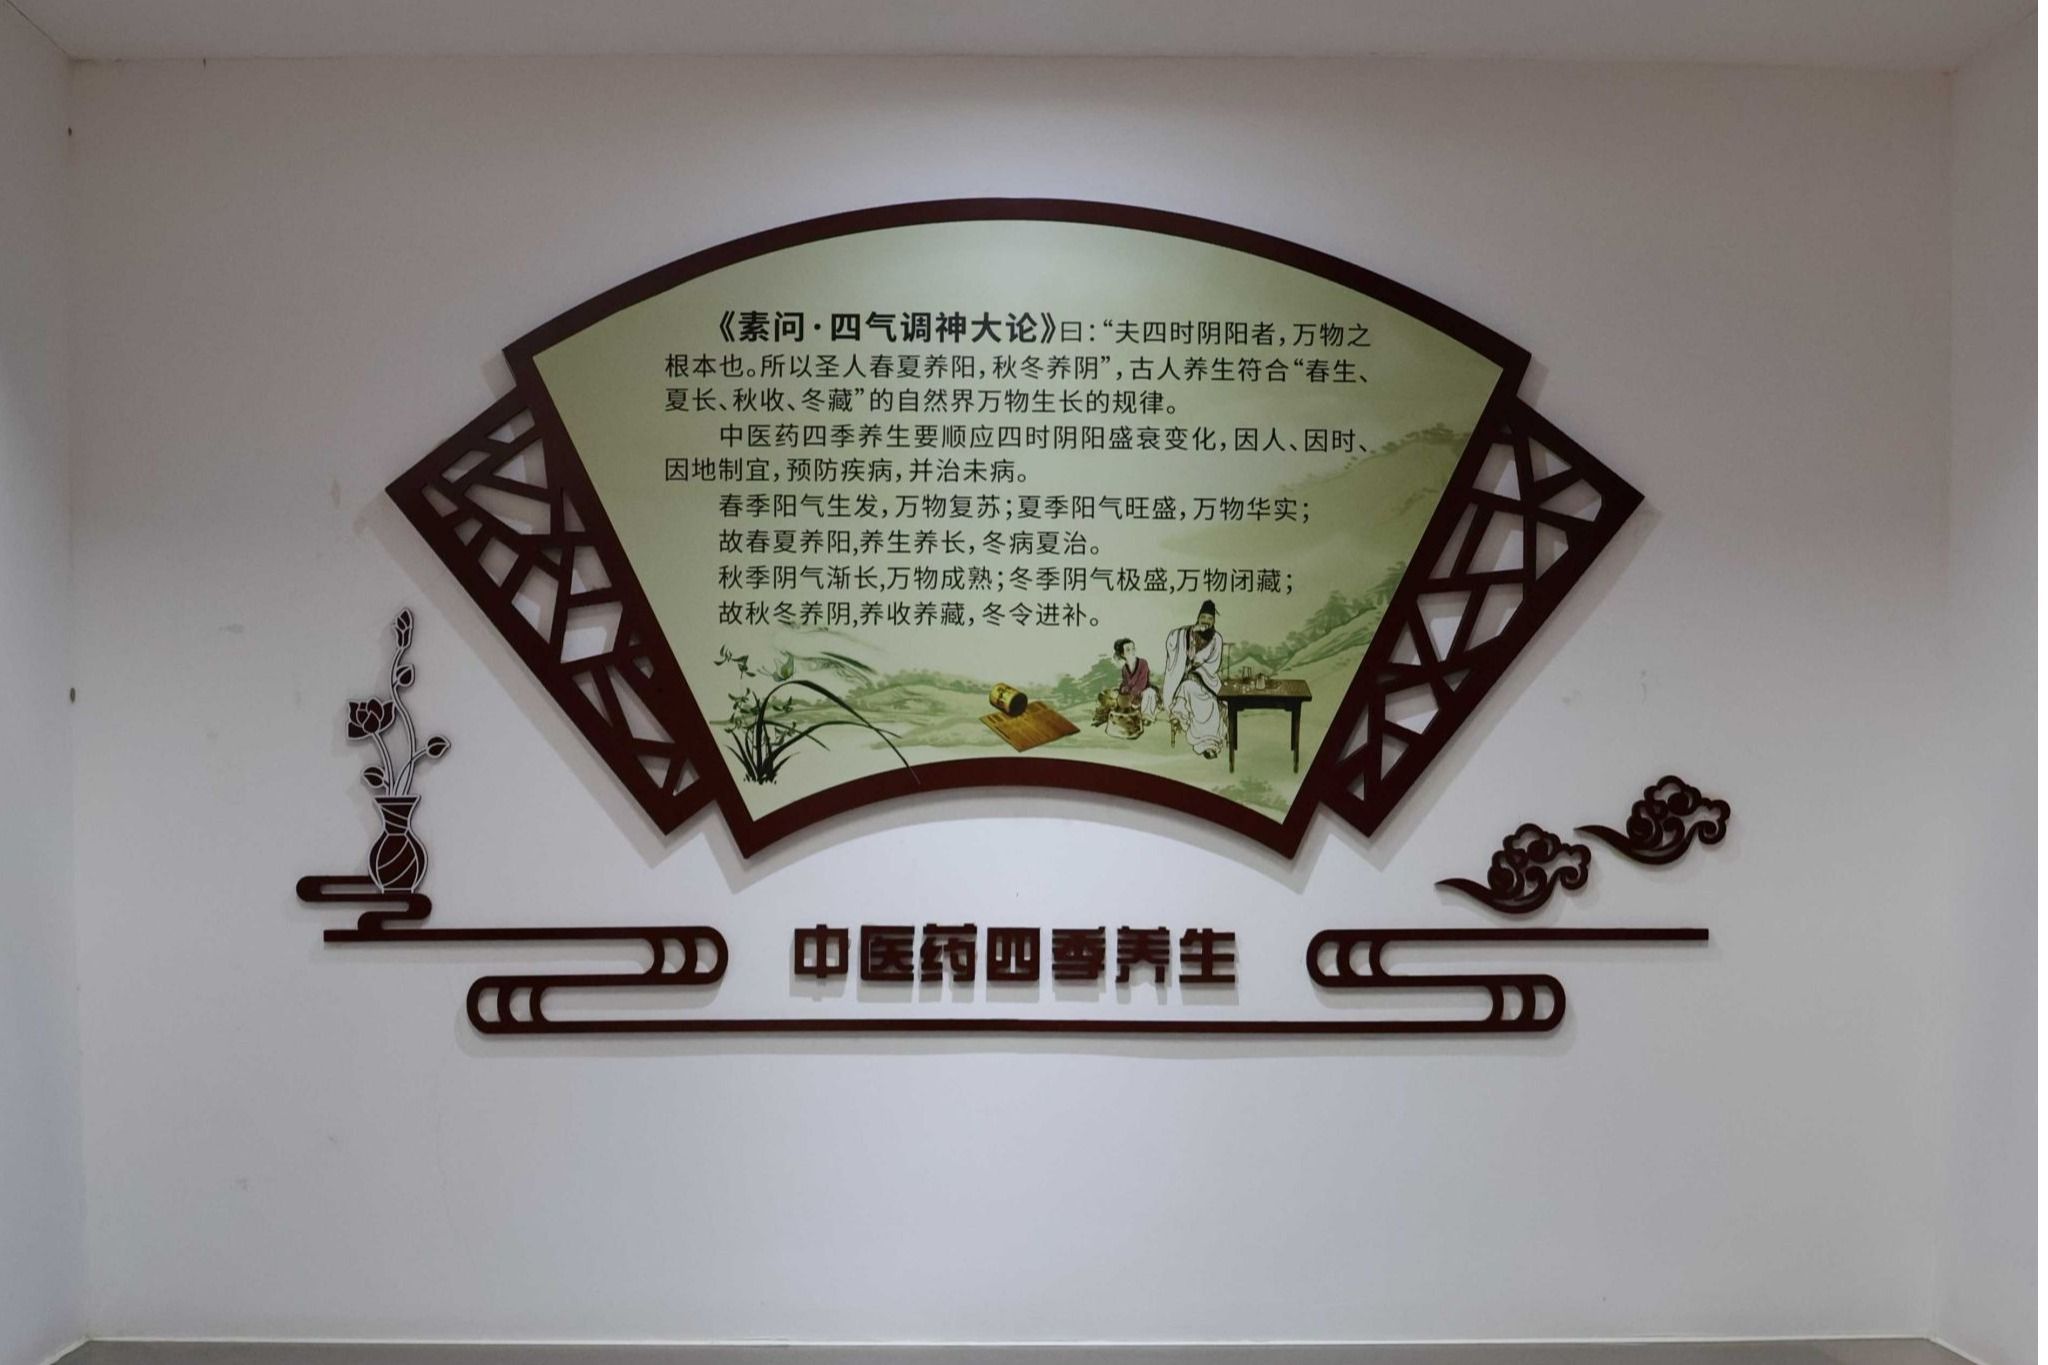 《素问·四气调神大论》曰：“夫四时阴阳者，万物之
根本也。所以圣人春夏养阳，秋冬养阴”，古人养生符合“春生、
夏长、秋收、冬藏”的自然界万物生长的规律。
中医药四季养生要顺应四时阴阳盛衰变化，因人、因时、
因地制宜，预防疾病，并治未病。
春季阳气生发，万物复苏；夏季阳气旺盛，万物华实；
故春夏养阳,养生养长，冬病夏治。
秋季阴气渐长,万物成熟；冬季阴气极盛,万物闭藏；
故秋冬养阴,养收养藏，冬令进补。
中医药四季养生